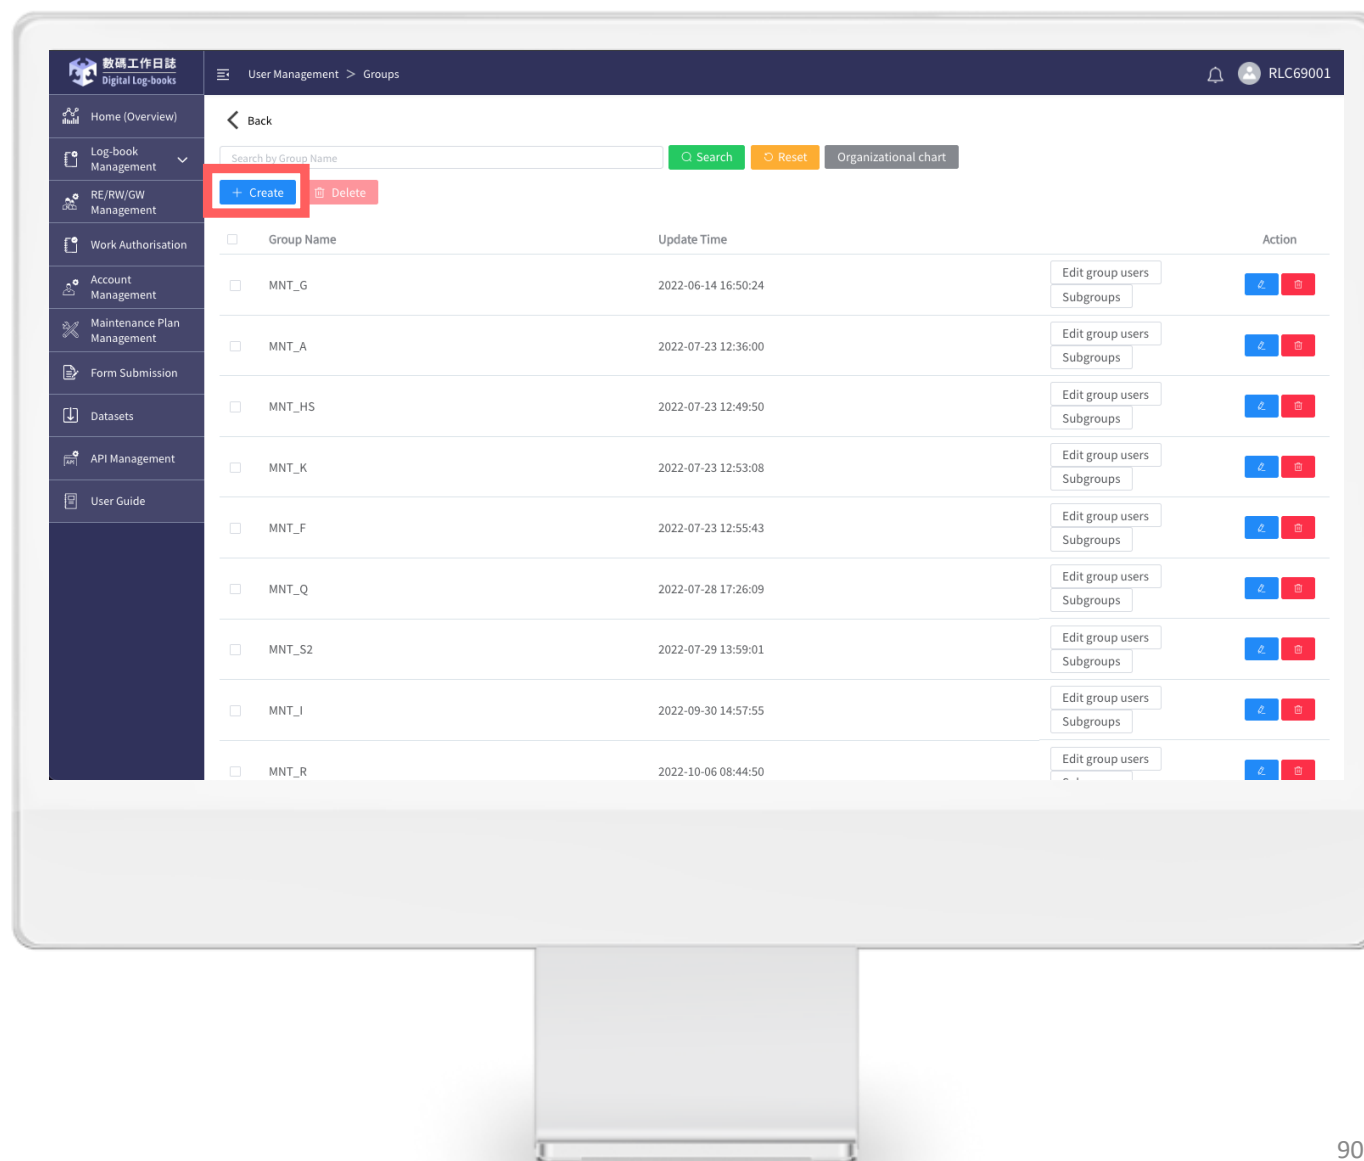 數碼工作日誌
Digital Log-books
User Management > Groups
RLC69001
Home (Overview)
Log-book
Management
RE/RW/GW
Management
Work Authorisation
Account
Management
Maintenance Plan
Management
Form Submission
Datasets
API Management
User Guide
Back
Search by Group Name
Search
Reset
Organizational chart
+ Create
Delete
Group Name Update Time Action
MNT_G 2022-06-14 16:50:24 Edit group users
Subgroups
MNT_A 2022-07-23 12:36:00 Edit group users
Subgroups
MNT_HS 2022-07-23 12:49:50 Edit group users
Subgroups
MNT_K 2022-07-23 12:53:08 Edit group users
Subgroups
MNT_F 2022-07-23 12:55:43 Edit group users
Subgroups
MNT_Q 2022-07-28 17:26:09 Edit group users
Subgroups
MNT_S2 2022-07-29 13:59:01 Edit group users
Subgroups
MNT_I 2022-09-30 14:57:55 Edit group users
Subgroups
MNT_R 2022-10-06 08:44:50 Edit group users
90